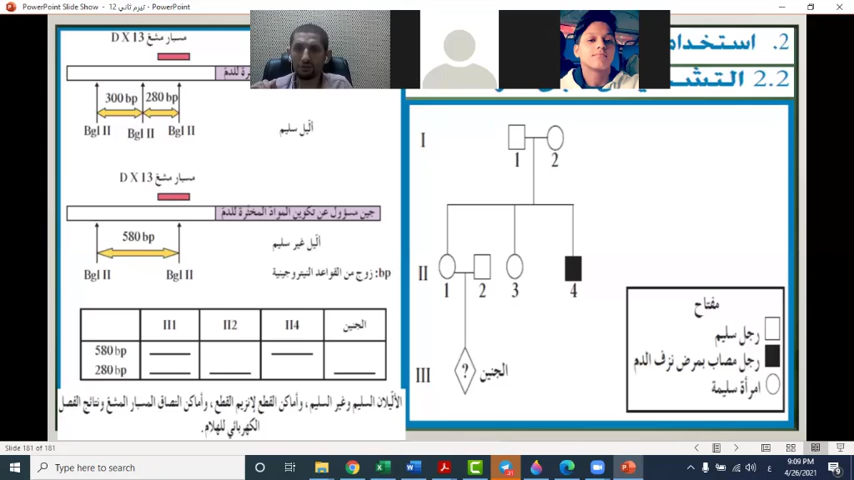 PowerPoint Slide Show - [تيرم ثاني 12 - PowerPoint
2. استخدام
2.2 التشخيص
مسبار مشعّ D X 13
300 bp
280 bp
Bgl II
Bgl II
Bgl II
أليل سليم
مسبار مشعّ D X 13
جين مسؤول عن تكوين المواد المخثرة للدم
580 bp
أليل غير سليم
Bgl II
Bgl II
bp: زوج من القواعد النيتروجينية
II1
II2
II4
الجنين
580 bp
280 bp
الأليلان السليم وغير السليم، وأماكن القطع لإنزيم القطع، وأماكن التصاق المسبار المشعّ ونتائج الفصل
الكهربائي للهلام.
I
1
2
II
1
2
3
4
III
?
الجنين
مفتاح
رجل سليم
رجل مصاب بمرض نزف الدم
امرأة سليمة
Slide 181 of 181
Type here to search
9:09 PM
4/26/2021